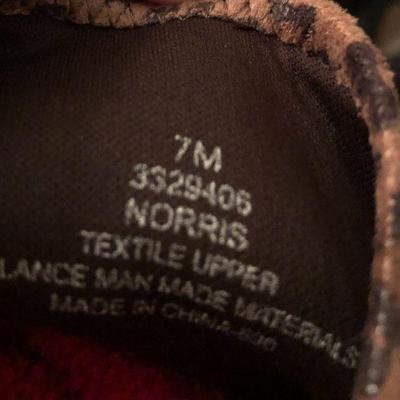 7M
3329406
NORRIS
TEXTILE UPPER
LANCE MAN MADE MATERIALS
MADE IN CHINA